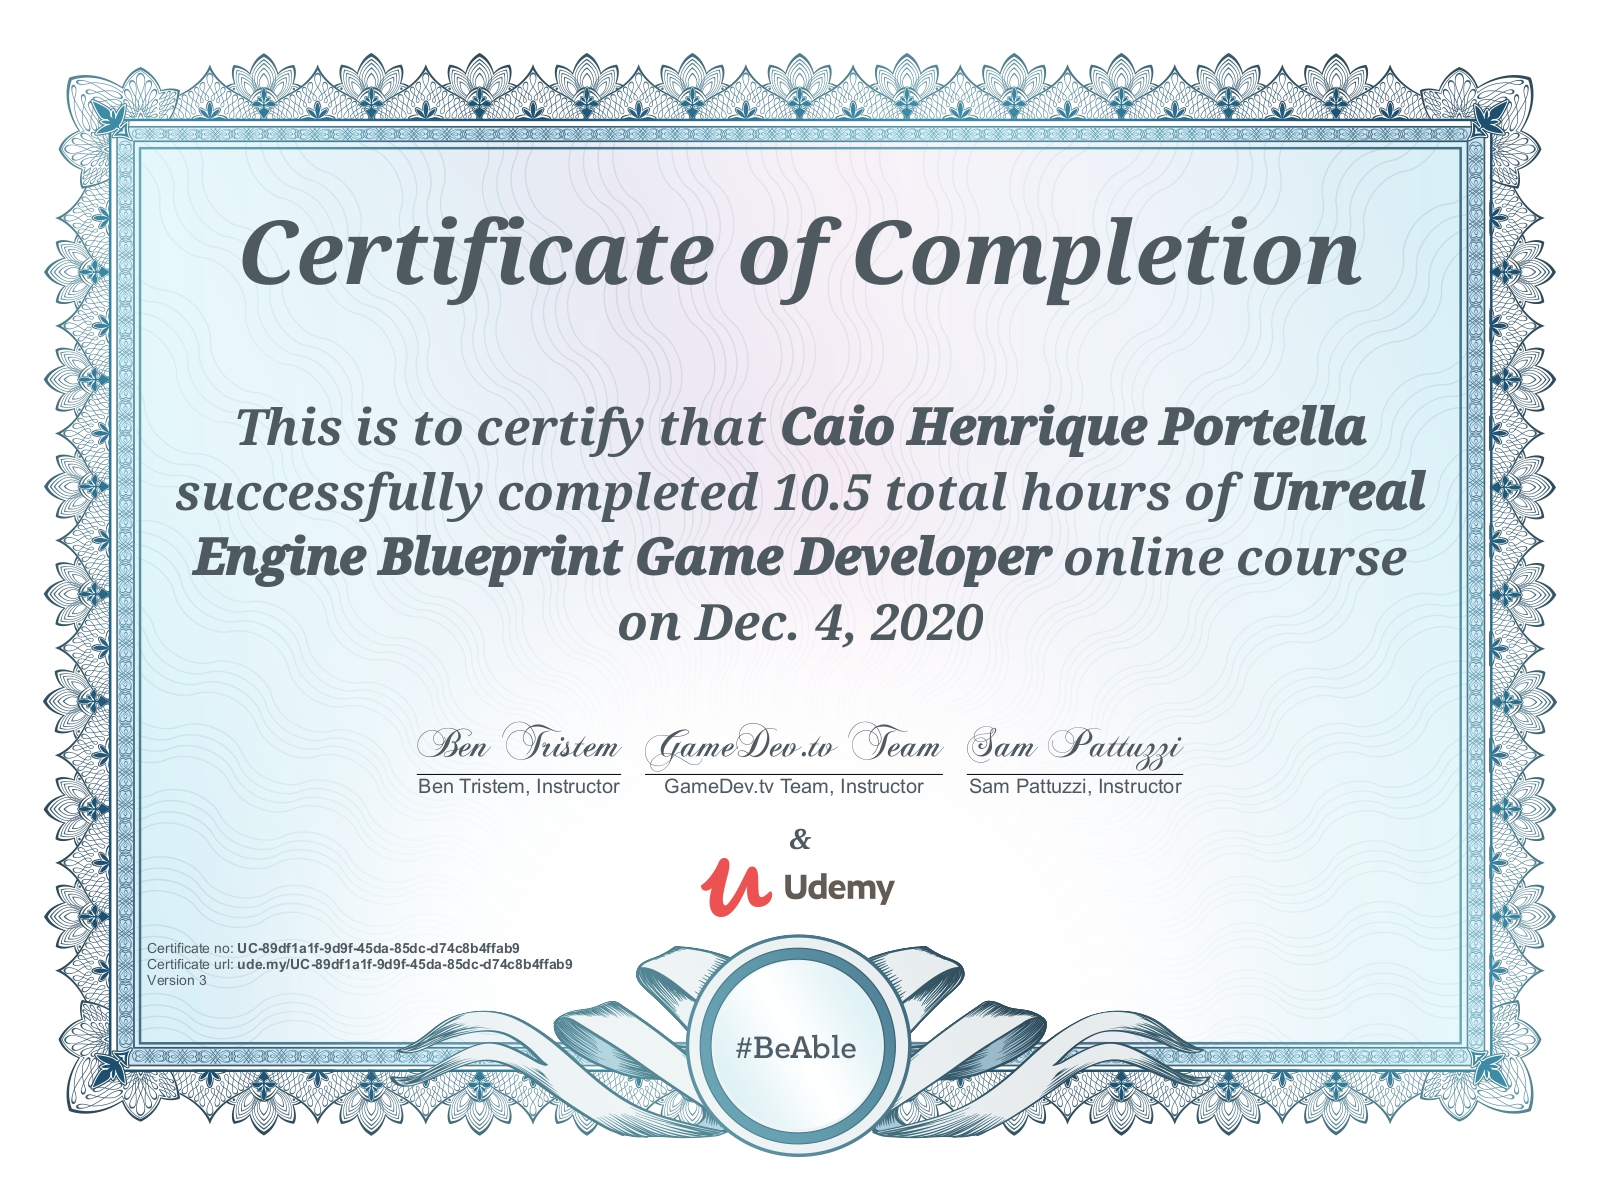 Certificate of Completion
This is to certify that Caio Henrique Portella
successfully completed 10.5 total hours of Unreal
Engine Blueprint Game Developer online course
on Dec. 4, 2020
Ben Tristem GameDev.tv Team Sam Pattuzzi
Ben Tristem, Instructor GameDev.tv Team, Instructor Sam Pattuzzi, Instructor
&
Udemy
Certificate no: UC-89df1a1f-9d9f-45da-85dc-d74c8b4ffab9
Certificate url: ude.my/UC-89df1a1f-9d9f-45da-85dc-d74c8b4ffab9
Version 3
#BeAble